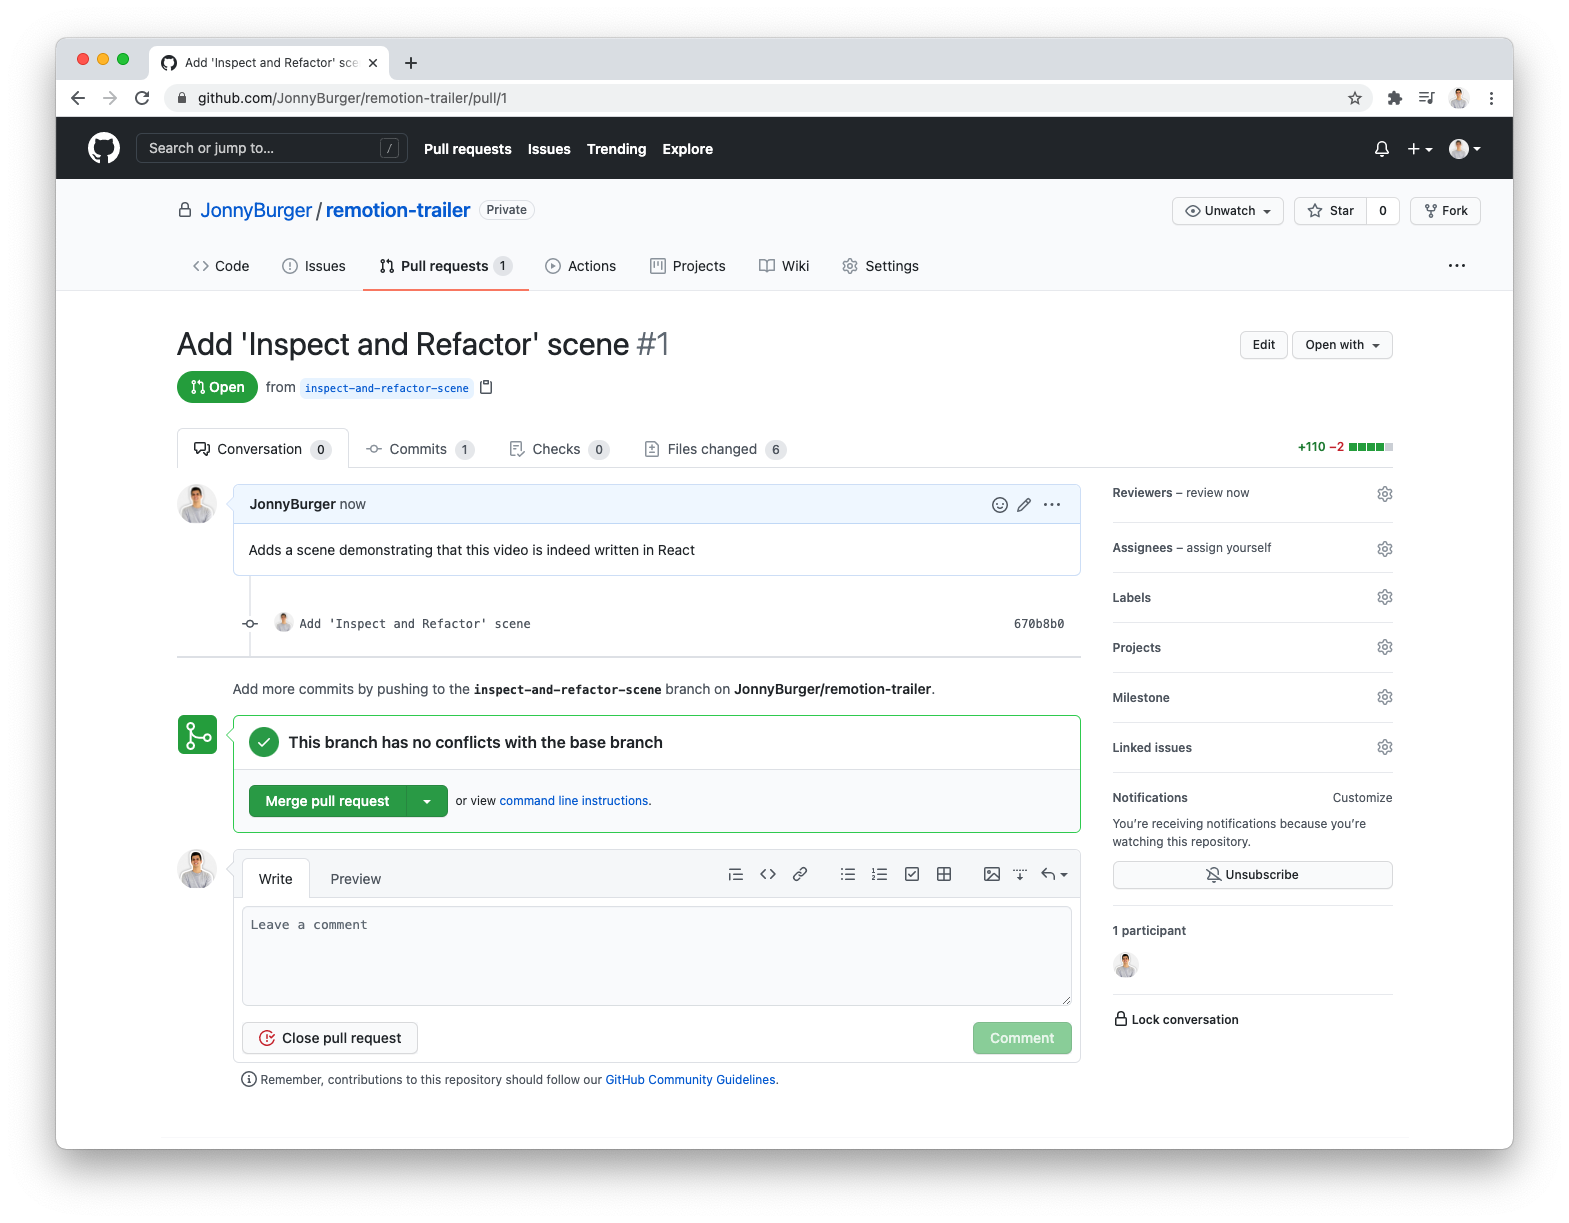 Add 'Inspect and Refactor' sce
github.com/JonnyBurger/remotion-trailer/pull/1
Search or jump to... / Pull requests Issues Trending Explore
JonnyBurger / remotion-trailer Private Unwatch Star 0 Fork
Code Issues Pull requests 1 Actions Projects Wiki Settings
Add 'Inspect and Refactor' scene #1 Edit Open with
Open from inspect-and-refactor-scene
Conversation 0 Commits 1 Checks 0 Files changed 6 +110 −2
JonnyBurger now
Adds a scene demonstrating that this video is indeed written in React
Add 'Inspect and Refactor' scene 670b8b0
Add more commits by pushing to the inspect-and-refactor-scene branch on JonnyBurger/remotion-trailer.
This branch has no conflicts with the base branch
Merge pull request or view command line instructions.
Write Preview
Leave a comment
Close pull request Comment
Remember, contributions to this repository should follow our GitHub Community Guidelines.
Reviewers – review now
Assignees – assign yourself
Labels
Projects
Milestone
Linked issues
Notifications Customize
You're receiving notifications because you're
watching this repository.
Unsubscribe
1 participant
Lock conversation